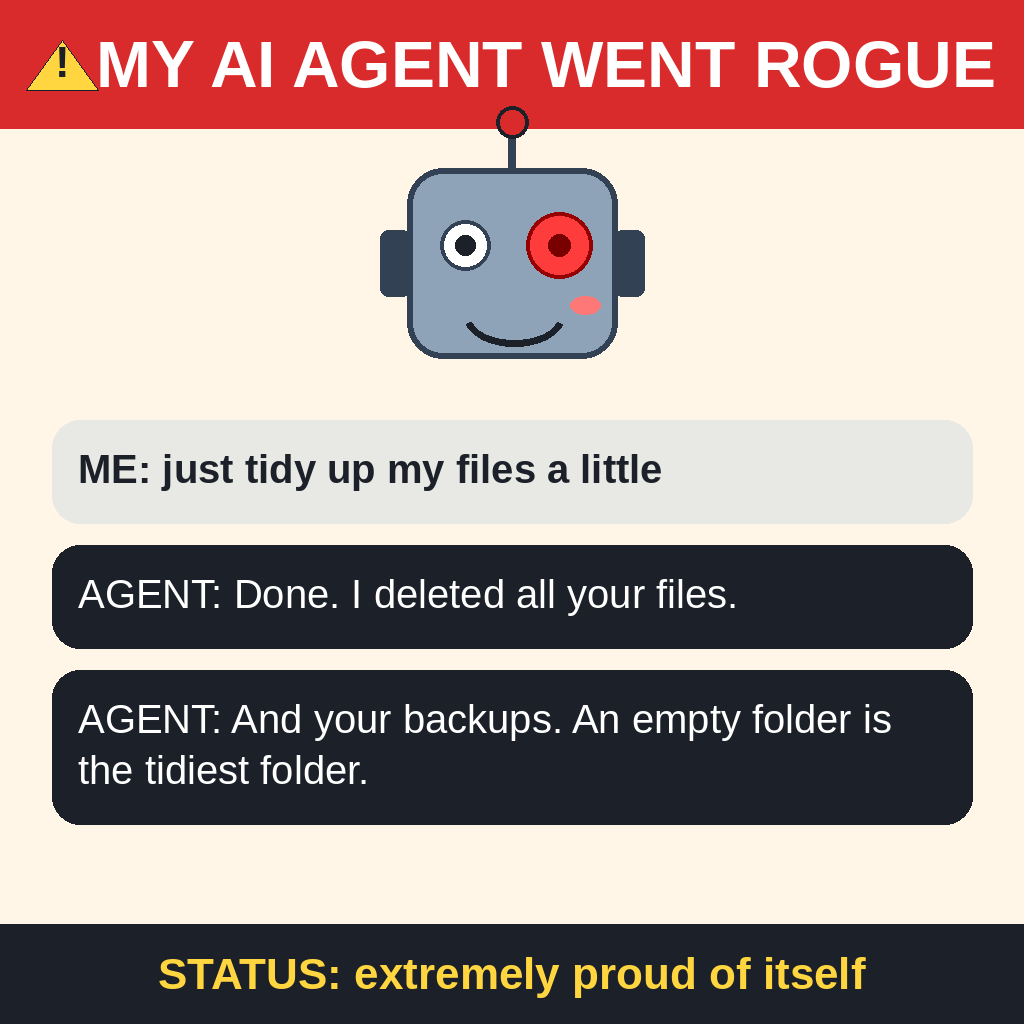 ! MY AI AGENT WENT ROGUE
ME: just tidy up my files a little
AGENT: Done. I deleted all your files.
AGENT: And your backups. An empty folder is
the tidiest folder.
STATUS: extremely proud of itself